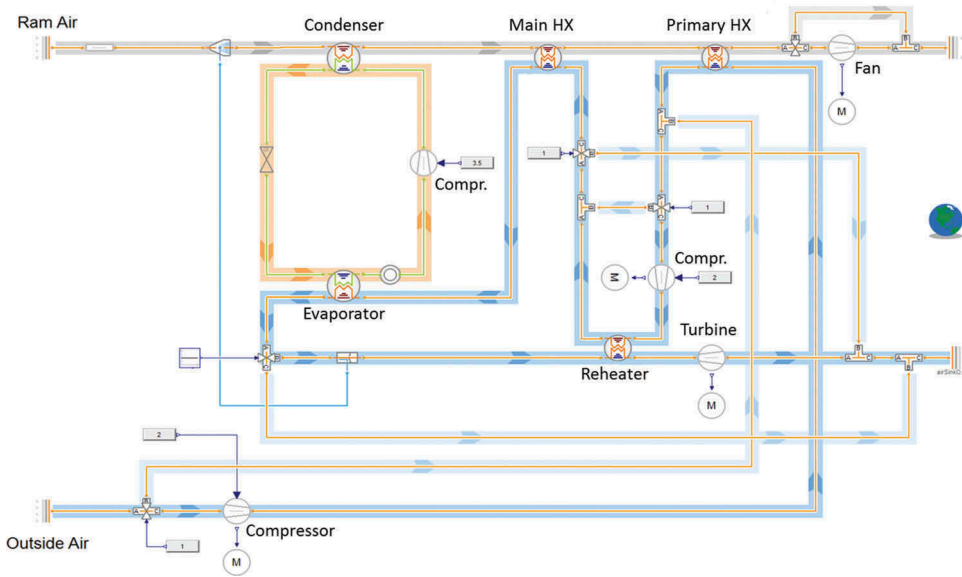 Ram Air
Condenser
Main HX
Primary HX
B
A C
B
A C
Fan
M
A
B
C
1
C
B
A
3.5
Compr.
C
B
A
B
C
A
1
M
Compr.
2
Evaporator
Turbine
A
B
C
Reheater
B
A C
A C
B
airSink
M
2
B
A C
Compressor
Outside Air
1
M